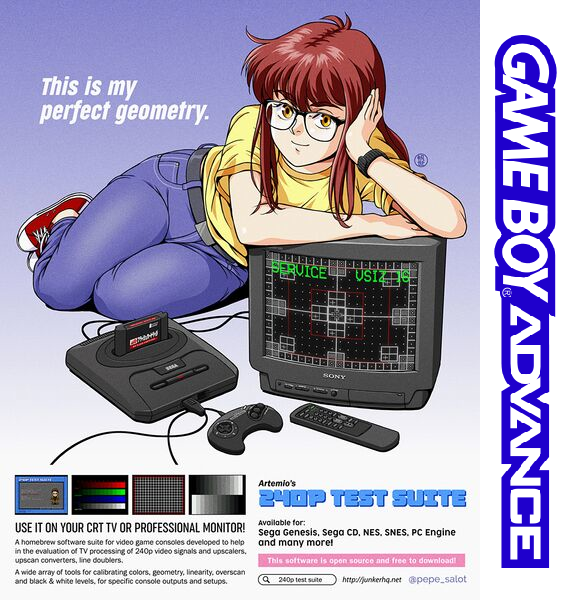 This is my
perfect geometry.
SERVICE VSIZ 16
SONY
SEGA
240P TEST SUITE
USE IT ON YOUR CRT TV OR PROFESSIONAL MONITOR!
A homebrew software suite for video game consoles developed to help
in the evaluation of TV processing of 240p video signals and upscalers,
upscan converters, line doublers.
A wide array of tools for calibrating colors, geometry, linearity, overscan
and black & white levels, for specific console outputs and setups.
Artemio's
240P TEST SUITE
Available for:
Sega Genesis, Sega CD, NES, SNES, PC Engine
and many more!
This software is open source and free to download!
240p test suite
http://junkerhq.net
@pepe_salot
GAME BOY ADVANCE
®